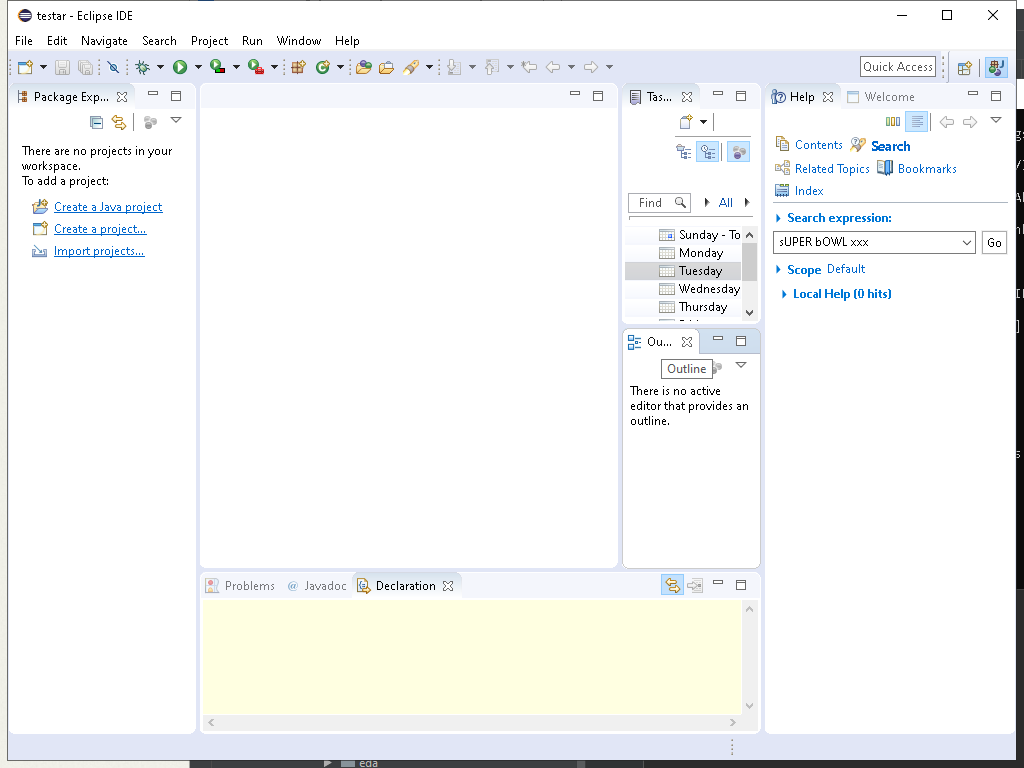 testar - Eclipse IDE
File Edit Navigate Search Project Run Window Help
Quick Access
Package Exp...
There are no projects in your
workspace.
To add a project:
Create a Java project
Create a project...
Import projects...
Tas...
Find
All
Sunday - To
Monday
Tuesday
Wednesday
Thursday
Ou...
Outline
There is no active
editor that provides an
outline.
Help Welcome
Contents Search
Related Topics Bookmarks
Index
Search expression:
sUPER bOWL xxx Go
Scope Default
Local Help (0 hits)
Problems @ Javadoc Declaration
eda